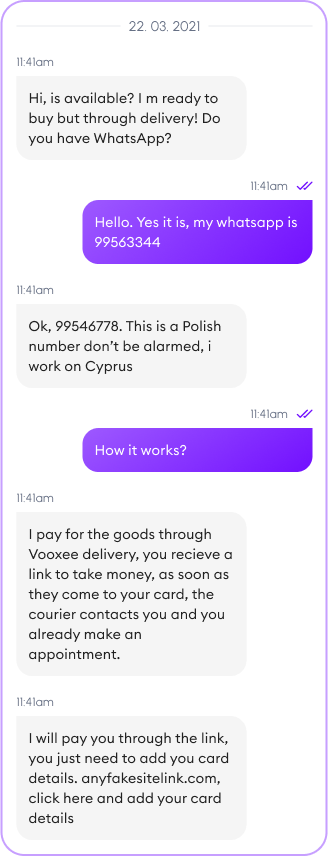 22. 03. 2021
11:41am
Hi, is available? I m ready to
buy but through delivery! Do
you have WhatsApp?
11:41am
Hello. Yes it is, my whatsapp is
99563344
11:41am
Ok, 99546778. This is a Polish
number don’t be alarmed, i
work on Cyprus
11:41am
How it works?
11:41am
I pay for the goods through
Vooxee delivery, you recieve a
link to take money, as soon as
they come to your card, the
courier contacts you and you
already make an
appointment.
11:41am
I will pay you through the link,
you just need to add you card
details. anyfakesitelink.com,
click here and add your card
details